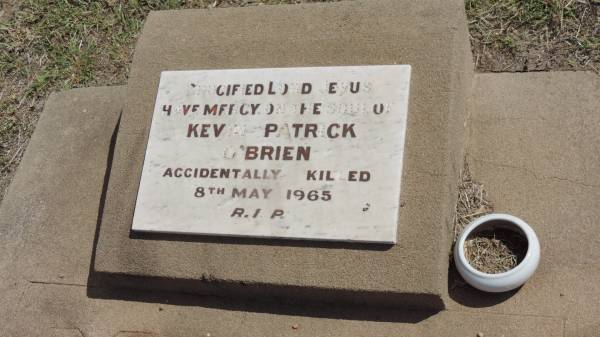 CRUCIFIED LORD JESUS
HAVE MERCY ON THE SOUL OF
KEVIN PATRICK
O'BRIEN
ACCIDENTALLY KILLED
8TH MAY 1965
R.I.P.